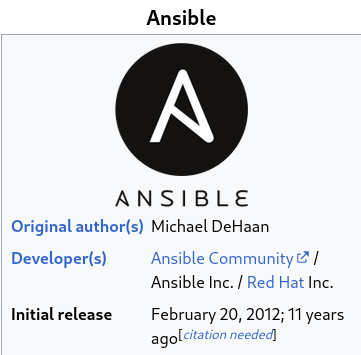 Ansible
ANSIBLE
Original author(s) Michael DeHaan
Developer(s) Ansible Community /
Ansible Inc. / Red Hat Inc.
Initial release February 20, 2012; 11 years
ago[citation needed]